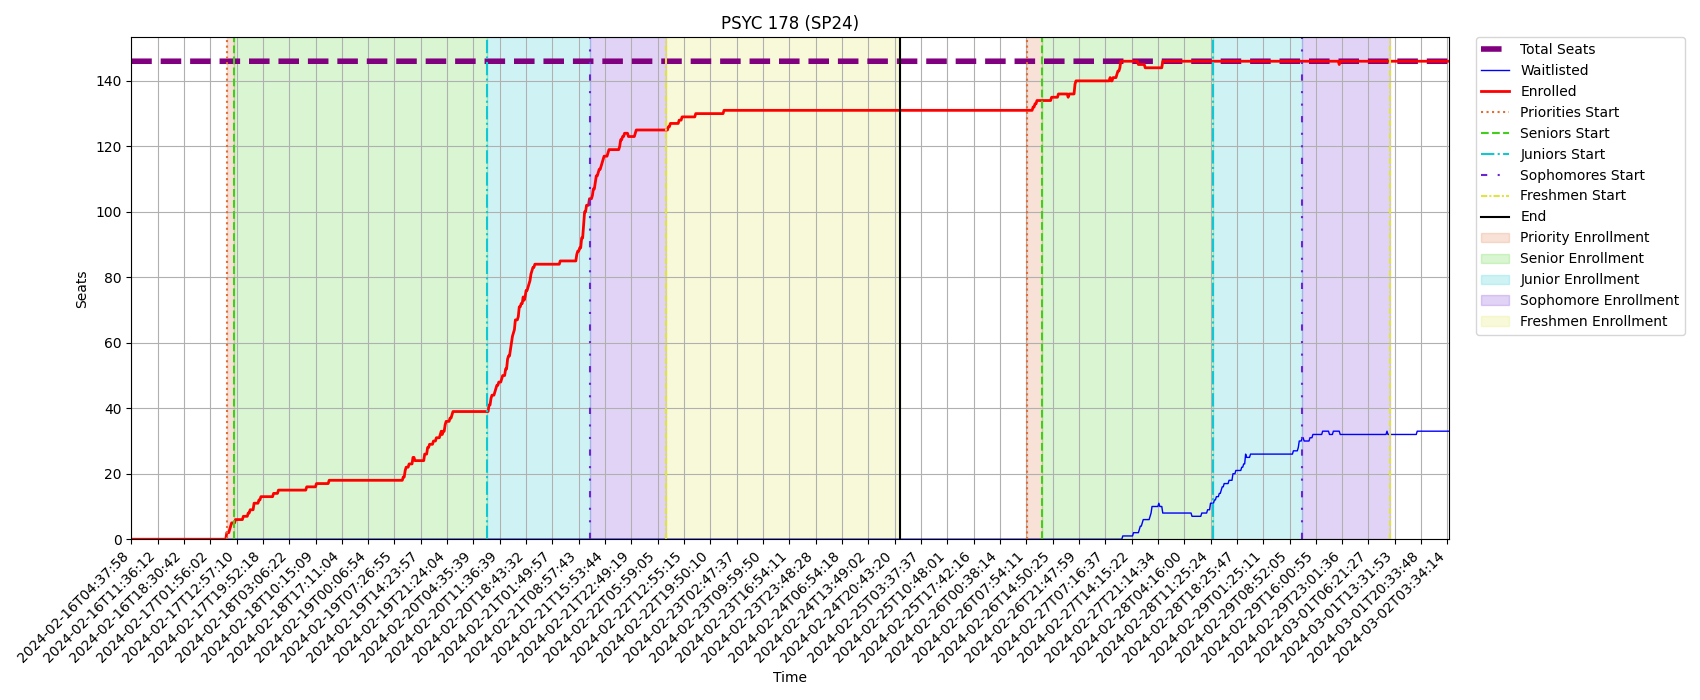 PSYC 178 (SP24)
Seats
140
120
100
80
60
40
20
0
2024-02-16T04:37:58
2024-02-16T11:36:12
2024-02-16T18:30:42
2024-02-17T01:56:02
2024-02-17T12:57:10
2024-02-17T19:52:18
2024-02-18T03:06:22
2024-02-18T10:15:09
2024-02-18T17:11:04
2024-02-19T00:06:54
2024-02-19T07:26:55
2024-02-19T14:23:57
2024-02-19T21:24:04
2024-02-20T04:35:39
2024-02-20T11:36:39
2024-02-20T18:43:32
2024-02-21T01:49:57
2024-02-21T08:57:43
2024-02-21T15:53:44
2024-02-21T22:49:19
2024-02-22T05:59:05
2024-02-22T12:55:15
2024-02-22T19:50:10
2024-02-23T02:47:37
2024-02-23T09:59:50
2024-02-23T16:54:11
2024-02-23T23:48:28
2024-02-24T06:54:18
2024-02-24T13:49:02
2024-02-24T20:43:20
2024-02-25T03:37:37
2024-02-25T10:48:01
2024-02-25T17:42:16
2024-02-26T00:38:14
2024-02-26T07:54:11
2024-02-26T14:50:25
2024-02-26T21:47:59
2024-02-27T07:16:37
2024-02-27T14:15:22
2024-02-27T21:14:34
2024-02-28T04:16:00
2024-02-28T11:25:24
2024-02-28T18:25:47
2024-02-29T01:25:11
2024-02-29T08:52:05
2024-02-29T16:00:55
2024-02-29T23:01:36
2024-03-01T06:21:27
2024-03-01T13:31:53
2024-03-01T20:33:48
2024-03-02T03:34:14
Time
Total Seats
Waitlisted
Enrolled
Priorities Start
Seniors Start
Juniors Start
Sophomores Start
Freshmen Start
End
Priority Enrollment
Senior Enrollment
Junior Enrollment
Sophomore Enrollment
Freshmen Enrollment